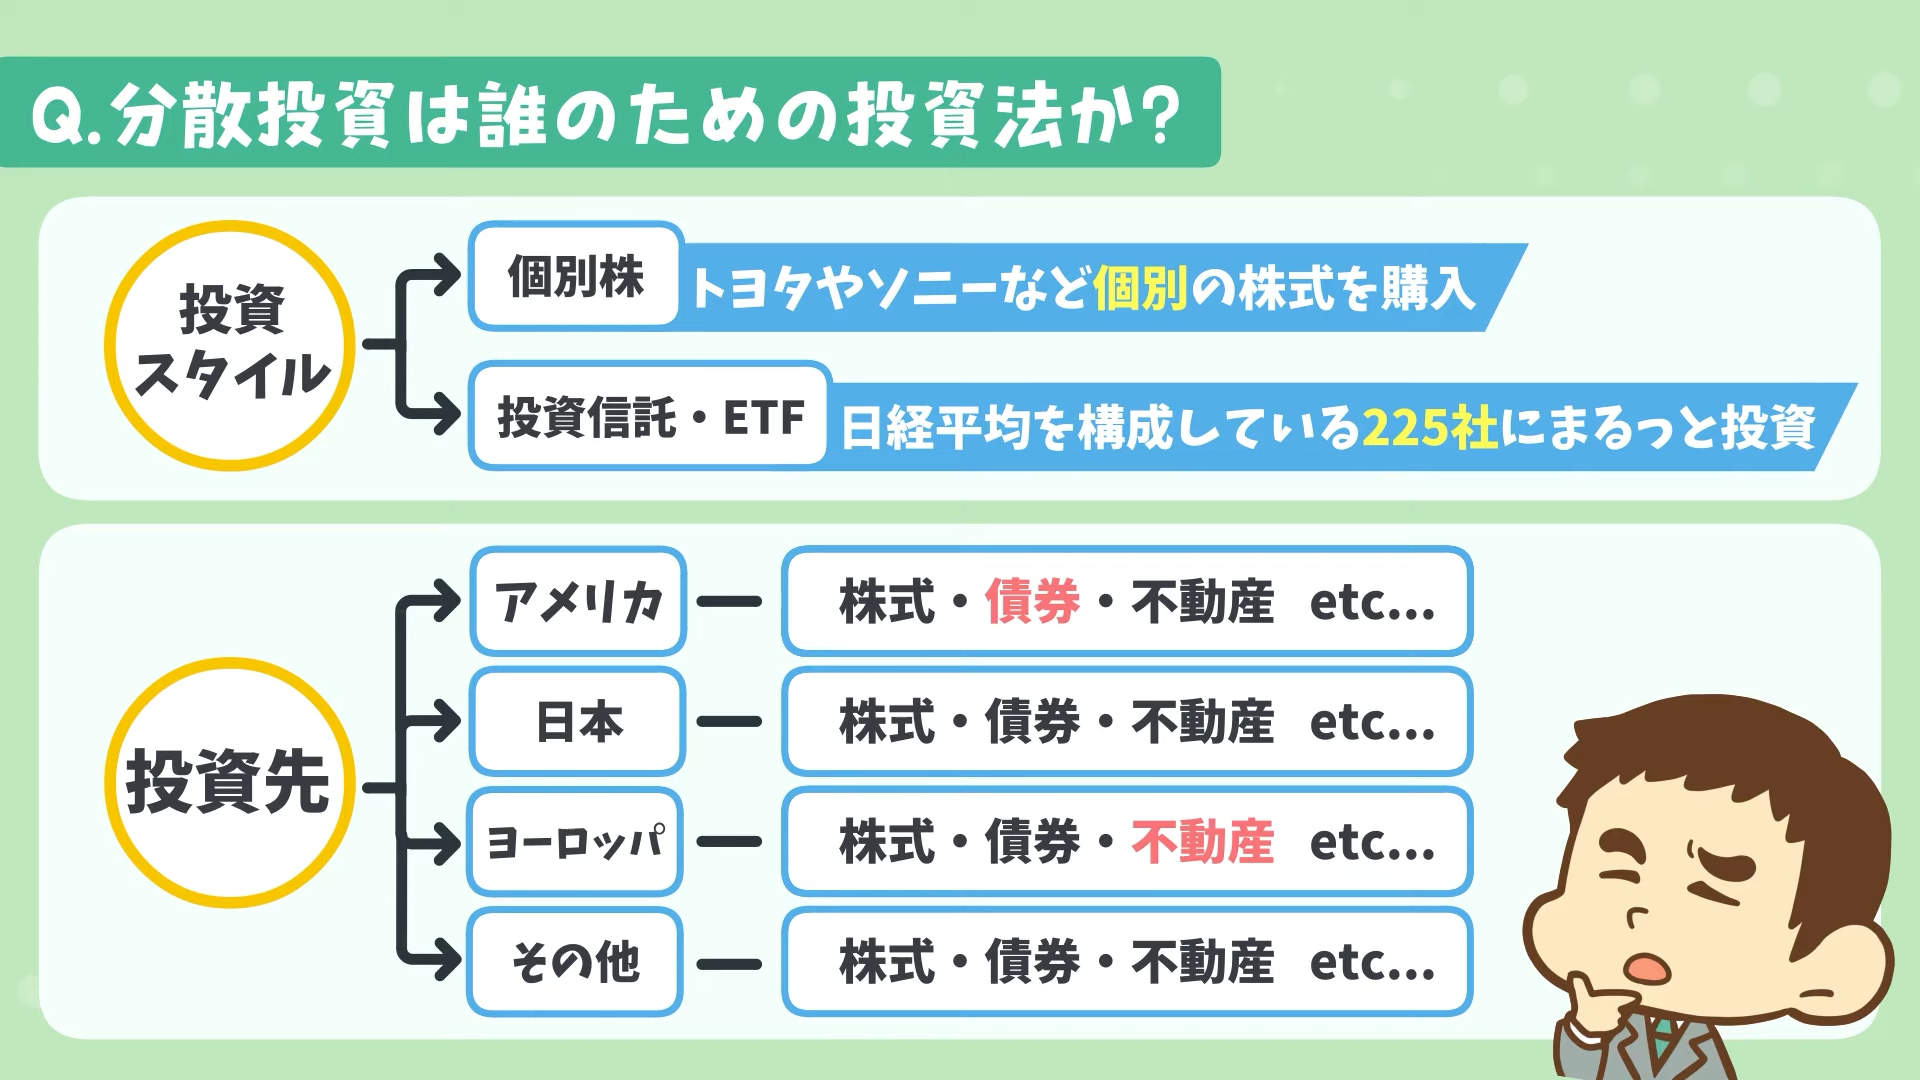 Q.分散投資は誰のための投資法か?
投資
スタイル
個別株
トヨタやソニーなど個別の株式を購入
投資信託・ETF
日経平均を構成している225社にまるっと投資
投資先
アメリカ
株式・債券・不動産 etc...
日本
株式・債券・不動産 etc...
ヨーロッパ
株式・債券・不動産 etc...
その他
株式・債券・不動産 etc...